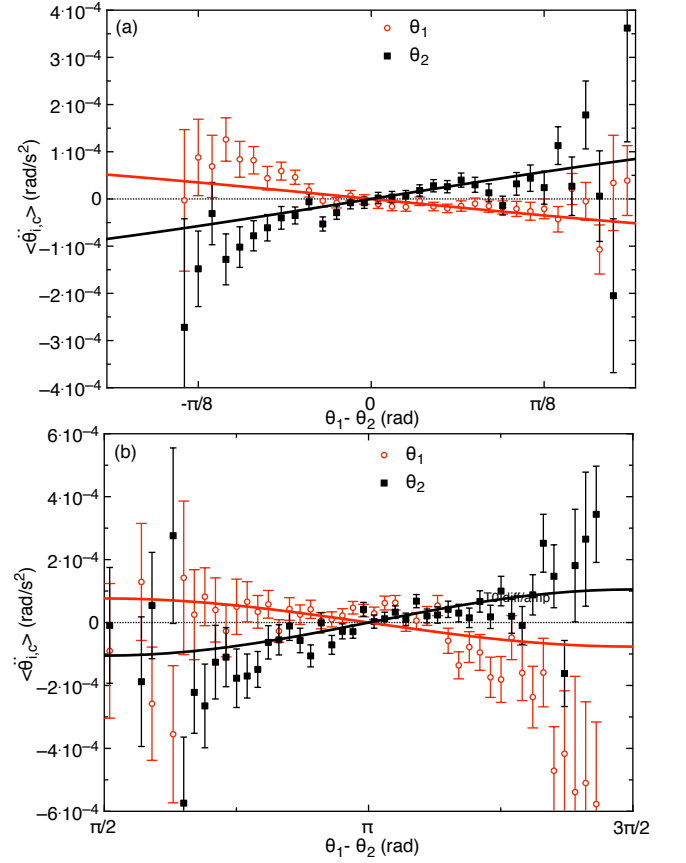 (a)
θ₁
θ₂
4·10⁻⁴
3·10⁻⁴
2·10⁻⁴
1·10⁻⁴
0
−1·10⁻⁴
−2·10⁻⁴
−3·10⁻⁴
−4·10⁻⁴
<θ̈i,c> (rad/s²)
-π/8 0 π/8
θ₁- θ₂ (rad)
(b)
θ₁
θ₂
6·10⁻⁴
4·10⁻⁴
2·10⁻⁴
0
−2·10⁻⁴
−4·10⁻⁴
−6·10⁻⁴
<θ̈i,c> (rad/s²)
π/2 π 3π/2
θ₁- θ₂ (rad)